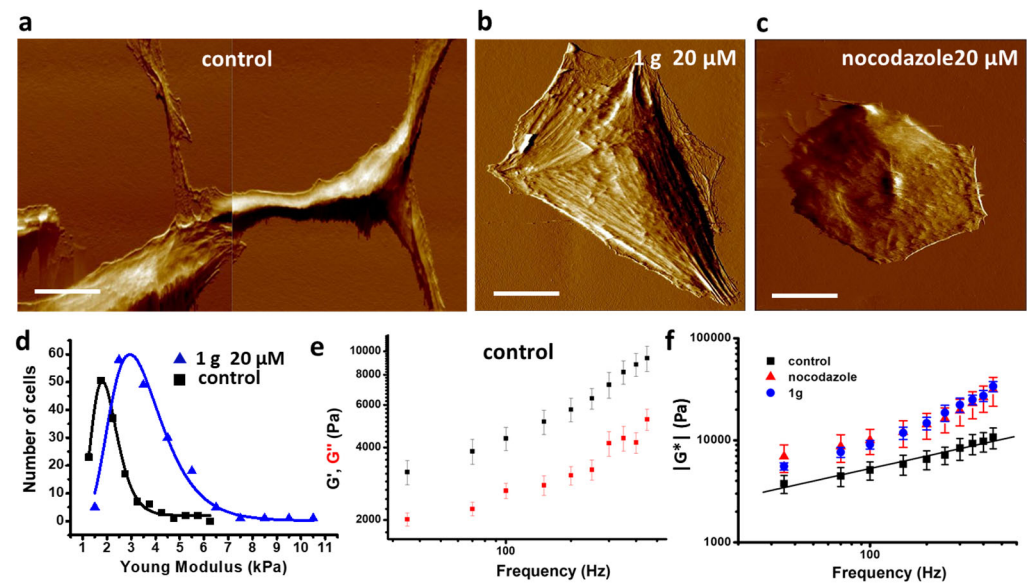 a
control
b
1 g 20 µM
c
nocodazole20 µM
d
60
50
40
30
20
10
0
Number of cells
1 g 20 µM
control
1 2 3 4 5 6 7 8 9 10 11
Young Modulus (kPa)
e
control
10000
8000
6000
4000
2000
G', G" (Pa)
100
Frequency (Hz)
f
100000
10000
1000
|G*| (Pa)
control
nocodazole
1g
100
Frequency (Hz)